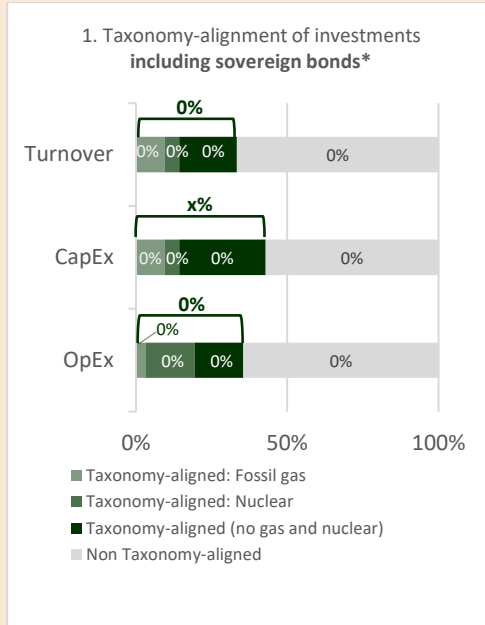 1. Taxonomy-alignment of investments
including sovereign bonds*
0%
Turnover
0% 0% 0% 0%
x%
CapEx
0% 0% 0% 0%
0%
0%
OpEx
0% 0% 0%
0% 50% 100%
Taxonomy-aligned: Fossil gas
Taxonomy-aligned: Nuclear
Taxonomy-aligned (no gas and nuclear)
Non Taxonomy-aligned